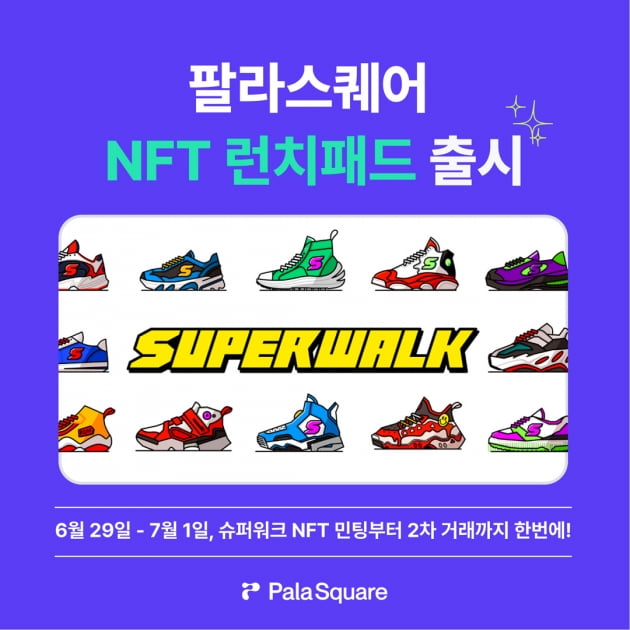 팔라스퀘어
NFT 런치패드 출시
SUPERWALK
6월 29일 - 7월 1일, 슈퍼워크 NFT 민팅부터 2차 거래까지 한번에!
Pala Square